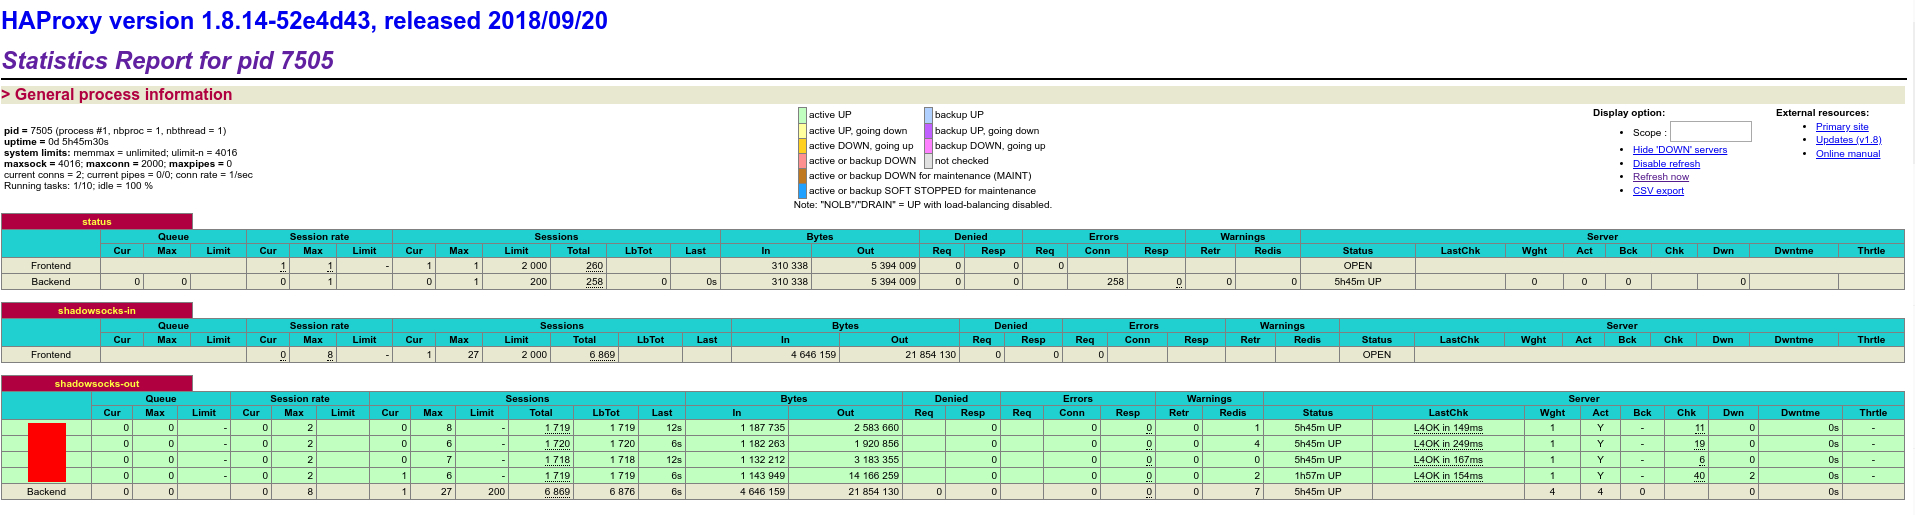 HAProxy version 1.8.14-52e4d43, released 2018/09/20
Statistics Report for pid 7505
> General process information
pid = 7505 (process #1, nbproc = 1, nbthread = 1)
uptime = 0d 5h45m30s
system limits: memmax = unlimited; ulimit-n = 4016
maxsock = 4016; maxconn = 2000; maxpipes = 0
current conns = 2; current pipes = 0/0; conn rate = 1/sec
Running tasks: 1/10; idle = 100 %
active UP backup UP
active UP, going down backup UP, going down
active DOWN, going up backup DOWN, going up
active or backup DOWN not checked
active or backup DOWN for maintenance (MAINT)
active or backup SOFT STOPPED for maintenance
Note: "NOLB"/"DRAIN" = UP with load-balancing disabled.
Display option:
• Scope :
• Hide 'DOWN' servers
• Disable refresh
• Refresh now
• CSV export
External resources:
• Primary site
• Updates (v1.8)
• Online manual
status
Queue Session rate Sessions Bytes Denied Errors Warnings Server
Cur Max Limit Cur Max Limit Cur Max Limit Total LbTot Last In Out Req Resp Req Conn Resp Retr Redis Status LastChk Wght Act Bck Chk Dwn Dwntme Thrtle
Frontend 1 1 - 1 1 2 000 260 310 338 5 394 009 0 0 0 OPEN
Backend 0 0 0 1 0 1 200 258 0 0s 310 338 5 394 009 0 0 258 0 0 0 5h45m UP 0 0 0 0
shadowsocks-in
Queue Session rate Sessions Bytes Denied Errors Warnings Server
Cur Max Limit Cur Max Limit Cur Max Limit Total LbTot Last In Out Req Resp Req Conn Resp Retr Redis Status LastChk Wght Act Bck Chk Dwn Dwntme Thrtle
Frontend 0 8 - 1 27 2 000 6 869 4 646 159 21 854 130 0 0 0 OPEN
shadowsocks-out
Queue Session rate Sessions Bytes Denied Errors Warnings Server
Cur Max Limit Cur Max Limit Cur Max Limit Total LbTot Last In Out Req Resp Req Conn Resp Retr Redis Status LastChk Wght Act Bck Chk Dwn Dwntme Thrtle
0 0 - 0 2 0 8 - 1 719 1 719 12s 1 187 735 2 583 660 0 0 0 0 1 5h45m UP L4OK in 149ms 1 Y - 11 0 0s -
0 0 - 0 2 0 6 - 1 720 1 720 6s 1 182 263 1 920 856 0 0 0 0 4 5h45m UP L4OK in 249ms 1 Y - 19 0 0s -
0 0 - 0 2 0 7 - 1 718 1 718 12s 1 132 212 3 183 355 0 0 0 0 0 5h45m UP L4OK in 167ms 1 Y - 6 0 0s -
0 0 - 0 2 1 6 - 1 719 1 719 6s 1 143 949 14 166 259 0 0 0 0 2 1h57m UP L4OK in 154ms 1 Y - 40 2 0s -
Backend 0 0 0 8 1 27 200 6 869 6 876 6s 4 646 159 21 854 130 0 0 0 0 0 7 5h45m UP 4 4 0 0 0s